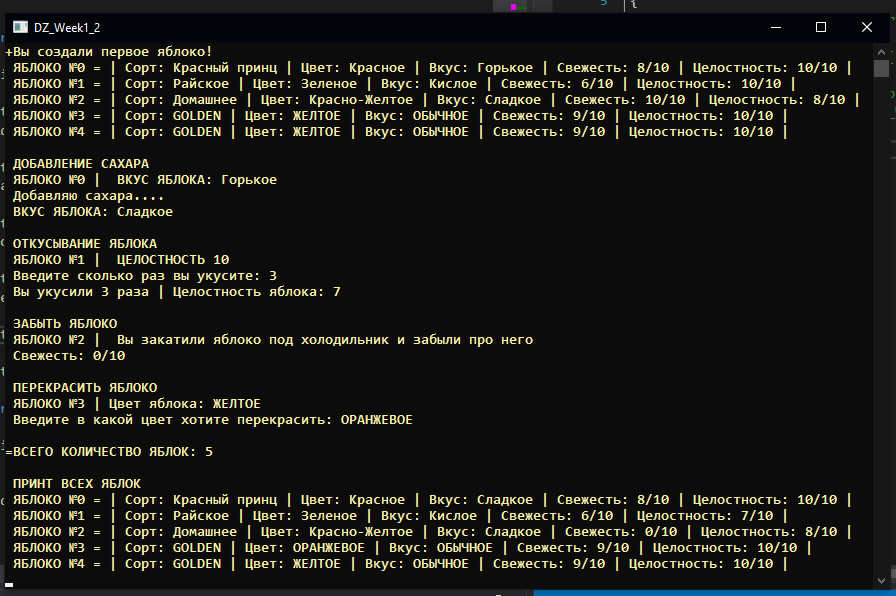 DZ_Week1_2
+Вы создали первое яблоко!
ЯБЛОКО №0 = | Сорт: Красный принц | Цвет: Красное | Вкус: Горькое | Свежесть: 8/10 | Целостность: 10/10 |
ЯБЛОКО №1 = | Сорт: Райское | Цвет: Зеленое | Вкус: Кислое | Свежесть: 6/10 | Целостность: 10/10 |
ЯБЛОКО №2 = | Сорт: Домашнее | Цвет: Красно-Желтое | Вкус: Сладкое | Свежесть: 10/10 | Целостность: 8/10 |
ЯБЛОКО №3 = | Сорт: GOLDEN | Цвет: ЖЕЛТОЕ | Вкус: ОБЫЧНОЕ | Свежесть: 9/10 | Целостность: 10/10 |
ЯБЛОКО №4 = | Сорт: GOLDEN | Цвет: ЖЕЛТОЕ | Вкус: ОБЫЧНОЕ | Свежесть: 9/10 | Целостность: 10/10 |
ДОБАВЛЕНИЕ САХАРА
ЯБЛОКО №0 |  ВКУС ЯБЛОКА: Горькое
Добавляю сахара....
ВКУС ЯБЛОКА: Сладкое
ОТКУСЫВАНИЕ ЯБЛОКА
ЯБЛОКО №1 |  ЦЕЛОСТНОСТЬ 10
Введите сколько раз вы укусите: 3
Вы укусили 3 раза | Целостность яблока: 7
ЗАБЫТЬ ЯБЛОКО
ЯБЛОКО №2 |  Вы закатили яблоко под холодильник и забыли про него
Свежесть: 0/10
ПЕРЕКРАСИТЬ ЯБЛОКО
ЯБЛОКО №3 | Цвет яблока: ЖЕЛТОЕ
Введите в какой цвет хотите перекрасить: ОРАНЖЕВОЕ
=ВСЕГО КОЛИЧЕСТВО ЯБЛОК: 5
ПРИНТ ВСЕХ ЯБЛОК
ЯБЛОКО №0 = | Сорт: Красный принц | Цвет: Красное | Вкус: Сладкое | Свежесть: 8/10 | Целостность: 10/10 |
ЯБЛОКО №1 = | Сорт: Райское | Цвет: Зеленое | Вкус: Кислое | Свежесть: 6/10 | Целостность: 7/10 |
ЯБЛОКО №2 = | Сорт: Домашнее | Цвет: Красно-Желтое | Вкус: Сладкое | Свежесть: 0/10 | Целостность: 8/10 |
ЯБЛОКО №3 = | Сорт: GOLDEN | Цвет: ОРАНЖЕВОЕ | Вкус: ОБЫЧНОЕ | Свежесть: 9/10 | Целостность: 10/10 |
ЯБЛОКО №4 = | Сорт: GOLDEN | Цвет: ЖЕЛТОЕ | Вкус: ОБЫЧНОЕ | Свежесть: 9/10 | Целостность: 10/10 |